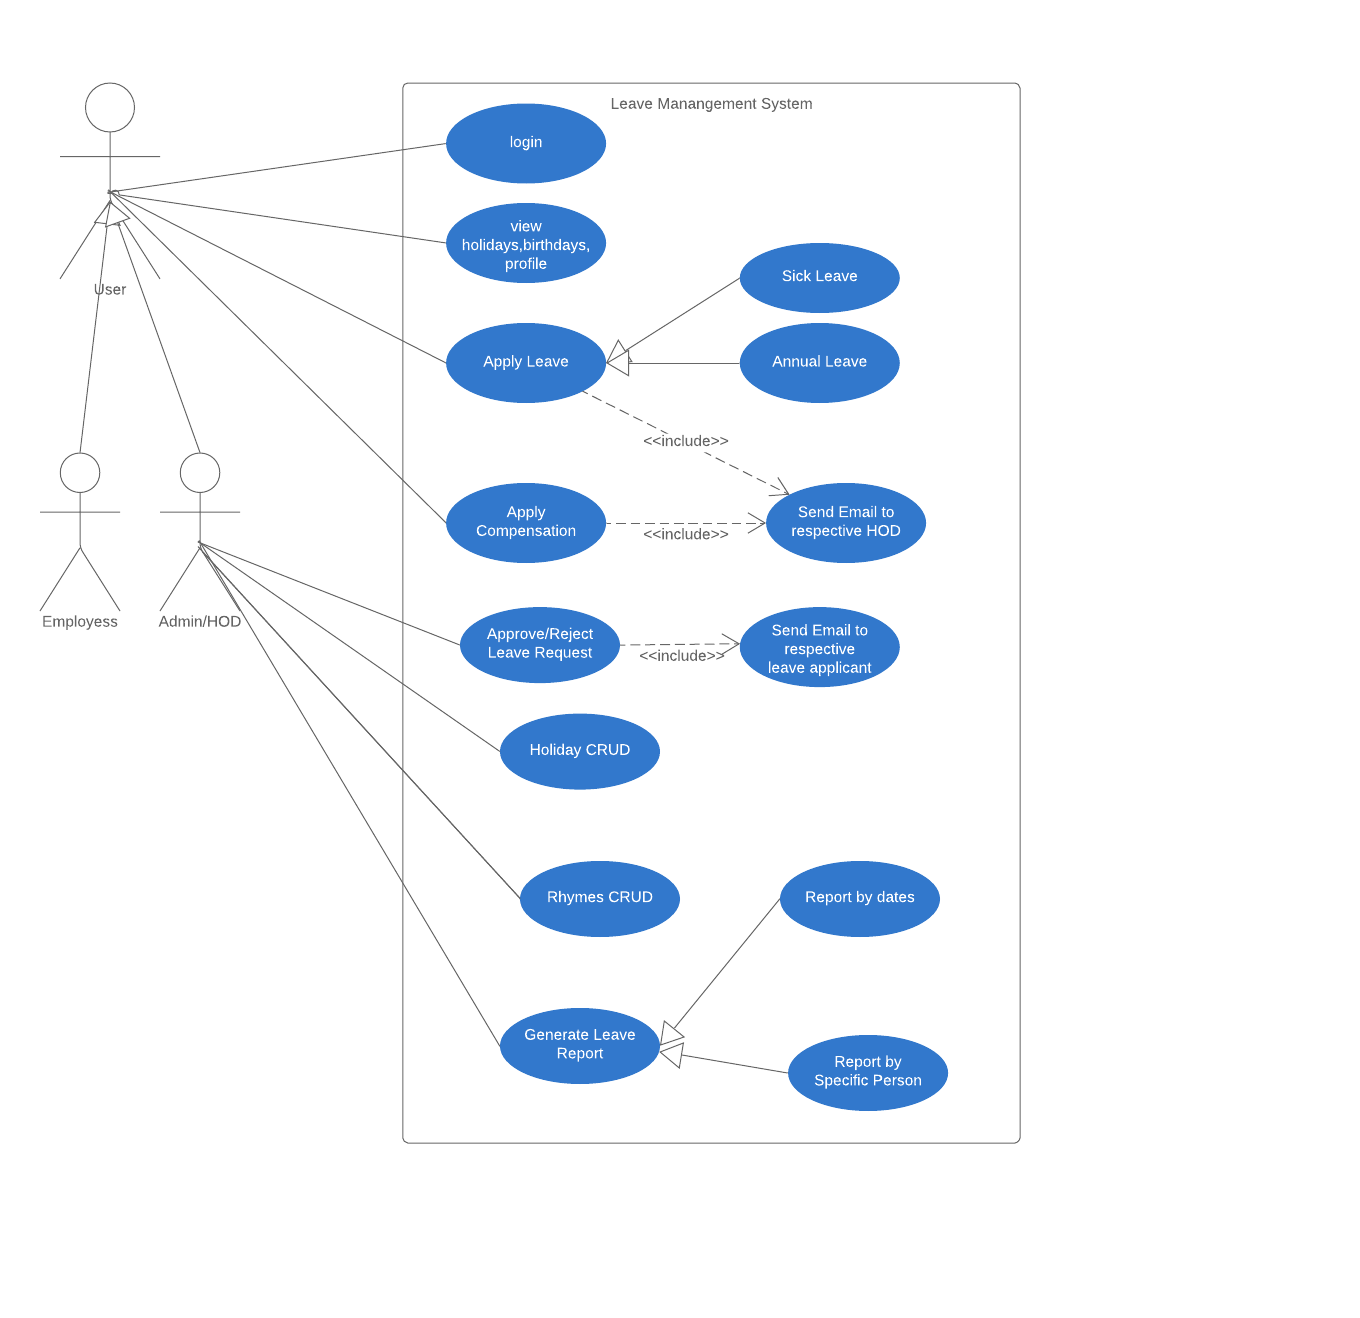 Leave Manangement System
login
view
holidays,birthdays,
profile
Sick Leave
User
Apply Leave
Annual Leave
<<include>>
Apply
Compensation
<<include>>
Send Email to
respective HOD
Employess
Admin/HOD
Approve/Reject
Leave Request
<<include>>
Send Email to
respective
leave applicant
Holiday CRUD
Rhymes CRUD
Report by dates
Generate Leave
Report
Report by
Specific Person